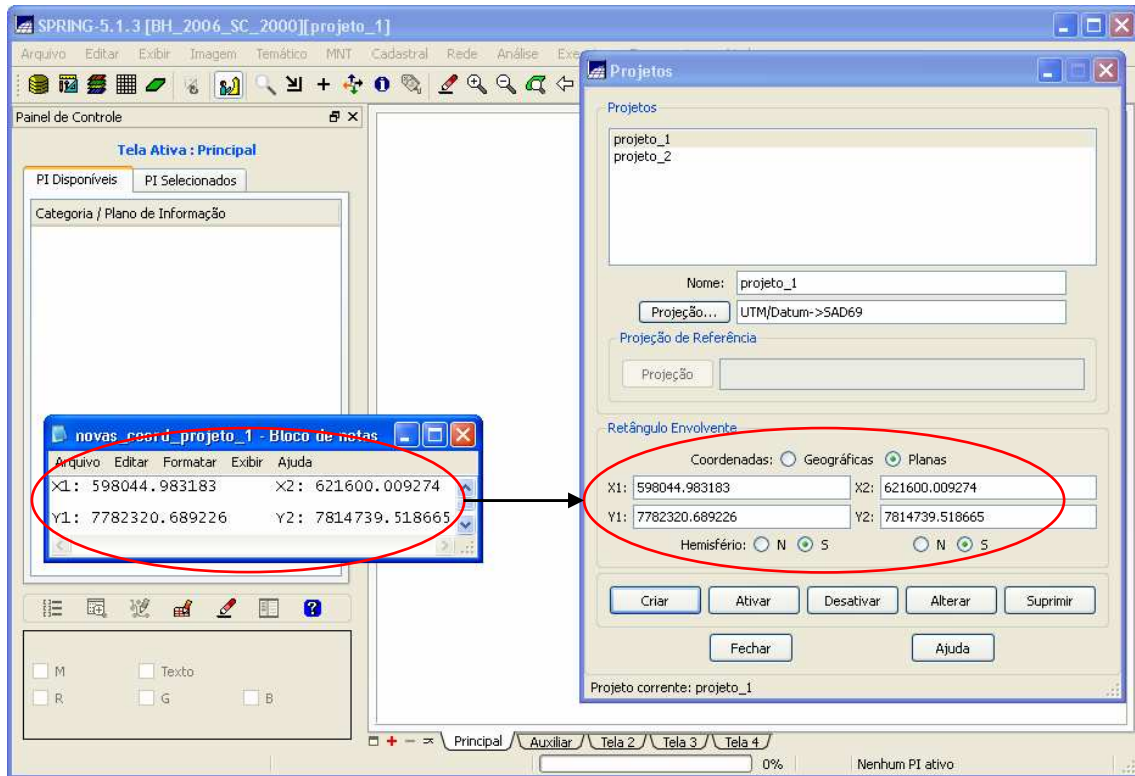 SPRING-5.1.3 [BH_2006_SC_2000][projeto_1]
Arquivo Editar Exibir Imagem Temático MNT Cadastral Rede Análise
Painel de Controle
Tela Ativa : Principal
PI Disponíveis PI Selecionados
Categoria / Plano de Informação
novas_coord_projeto_1 - Bloco de notas
Arquivo Editar Formatar Exibir Ajuda
X1: 598044.983183 X2: 621600.009274
Y1: 7782320.689226 Y2: 7814739.518665
M Texto
R G B
Projetos
Projetos
projeto_1
projeto_2
Nome: projeto_1
Projeção... UTM/Datum->SAD69
Projeção de Referência
Projeção
Retângulo Envolvente
Coordenadas: Geográficas Planas
X1: 598044.983183 X2: 621600.009274
Y1: 7782320.689226 Y2: 7814739.518665
Hemisfério: N S N S
Criar Ativar Desativar Alterar Suprimir
Fechar Ajuda
Projeto corrente: projeto_1
Principal Auxiliar Tela 2 Tela 3 Tela 4
0% Nenhum PI ativo